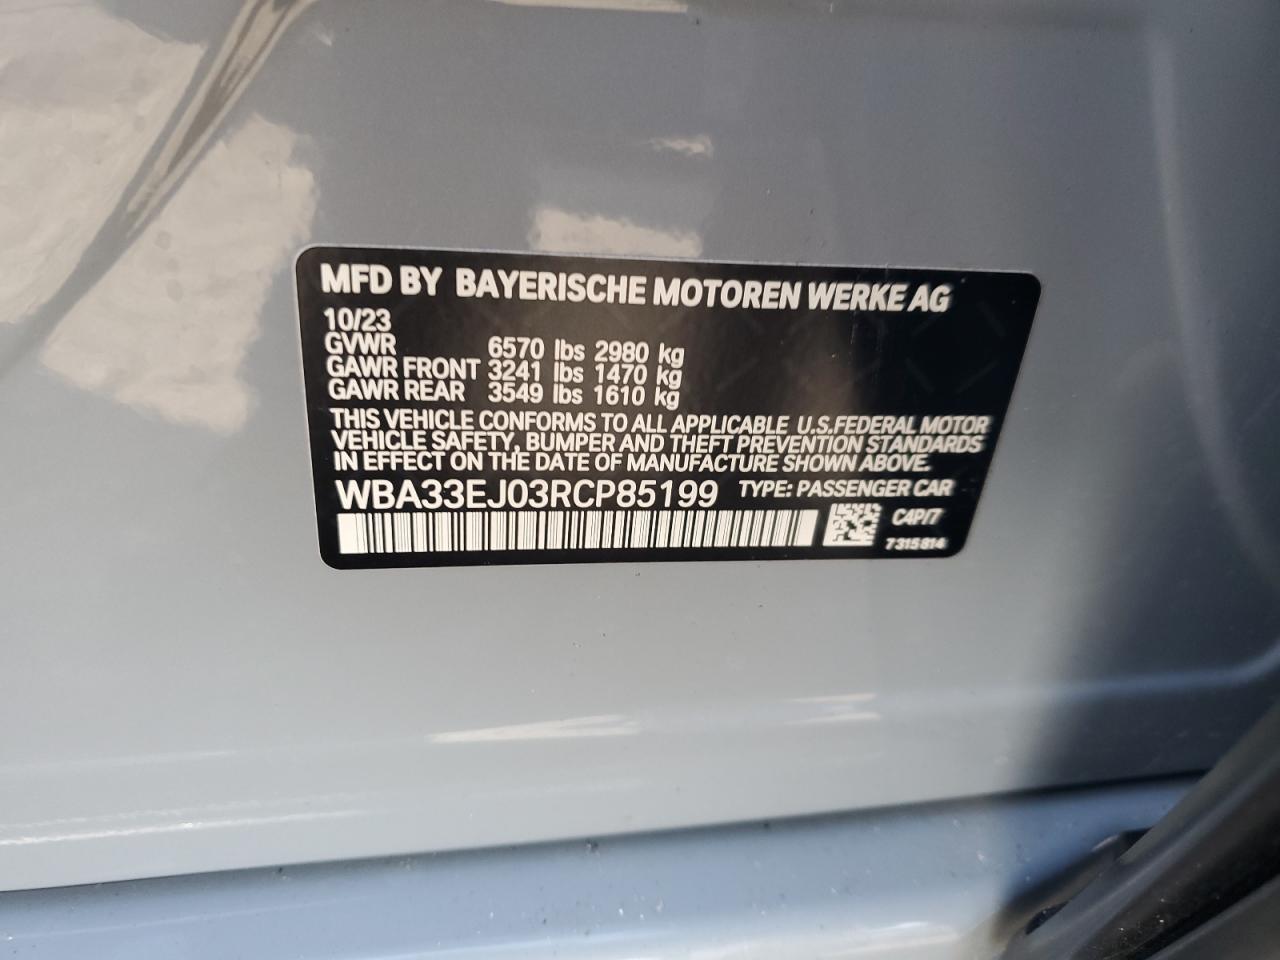 MFD BY BAYERISCHE MOTOREN WERKE AG
10/23
GVWR 6570 lbs 2980 kg
GAWR FRONT 3241 lbs 1470 kg
GAWR REAR 3549 lbs 1610 kg
THIS VEHICLE CONFORMS TO ALL APPLICABLE U.S.FEDERAL MOTOR
VEHICLE SAFETY, BUMPER AND THEFT PREVENTION STANDARDS
IN EFFECT ON THE DATE OF MANUFACTURE SHOWN ABOVE.
WBA33EJ03RCP85199 TYPE: PASSENGER CAR
C4P/7
7315814